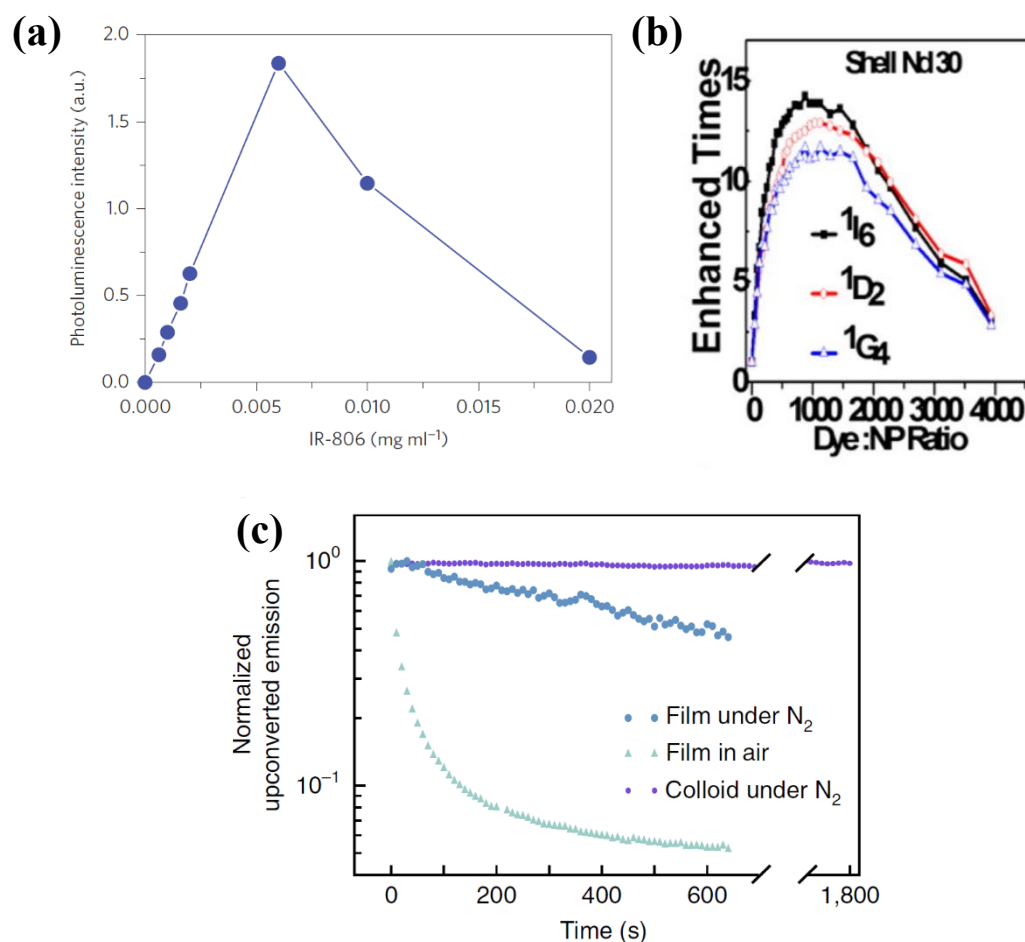 (a)
2.0
1.5
1.0
0.5
0.0
Photoluminescence intensity (a.u.)
0.000 0.005 0.010 0.015 0.020
IR-806 (mg ml⁻¹)
(b)
Shell Nd 30
15
10
5
0
Enhanced Times
¹I6
¹D2
¹G4
0 1000 2000 3000 4000
Dye:NP Ratio
(c)
10⁰
10⁻¹
Normalized
upconverted emission
Film under N₂
Film in air
Colloid under N₂
0 200 400 600 1,800
Time (s)